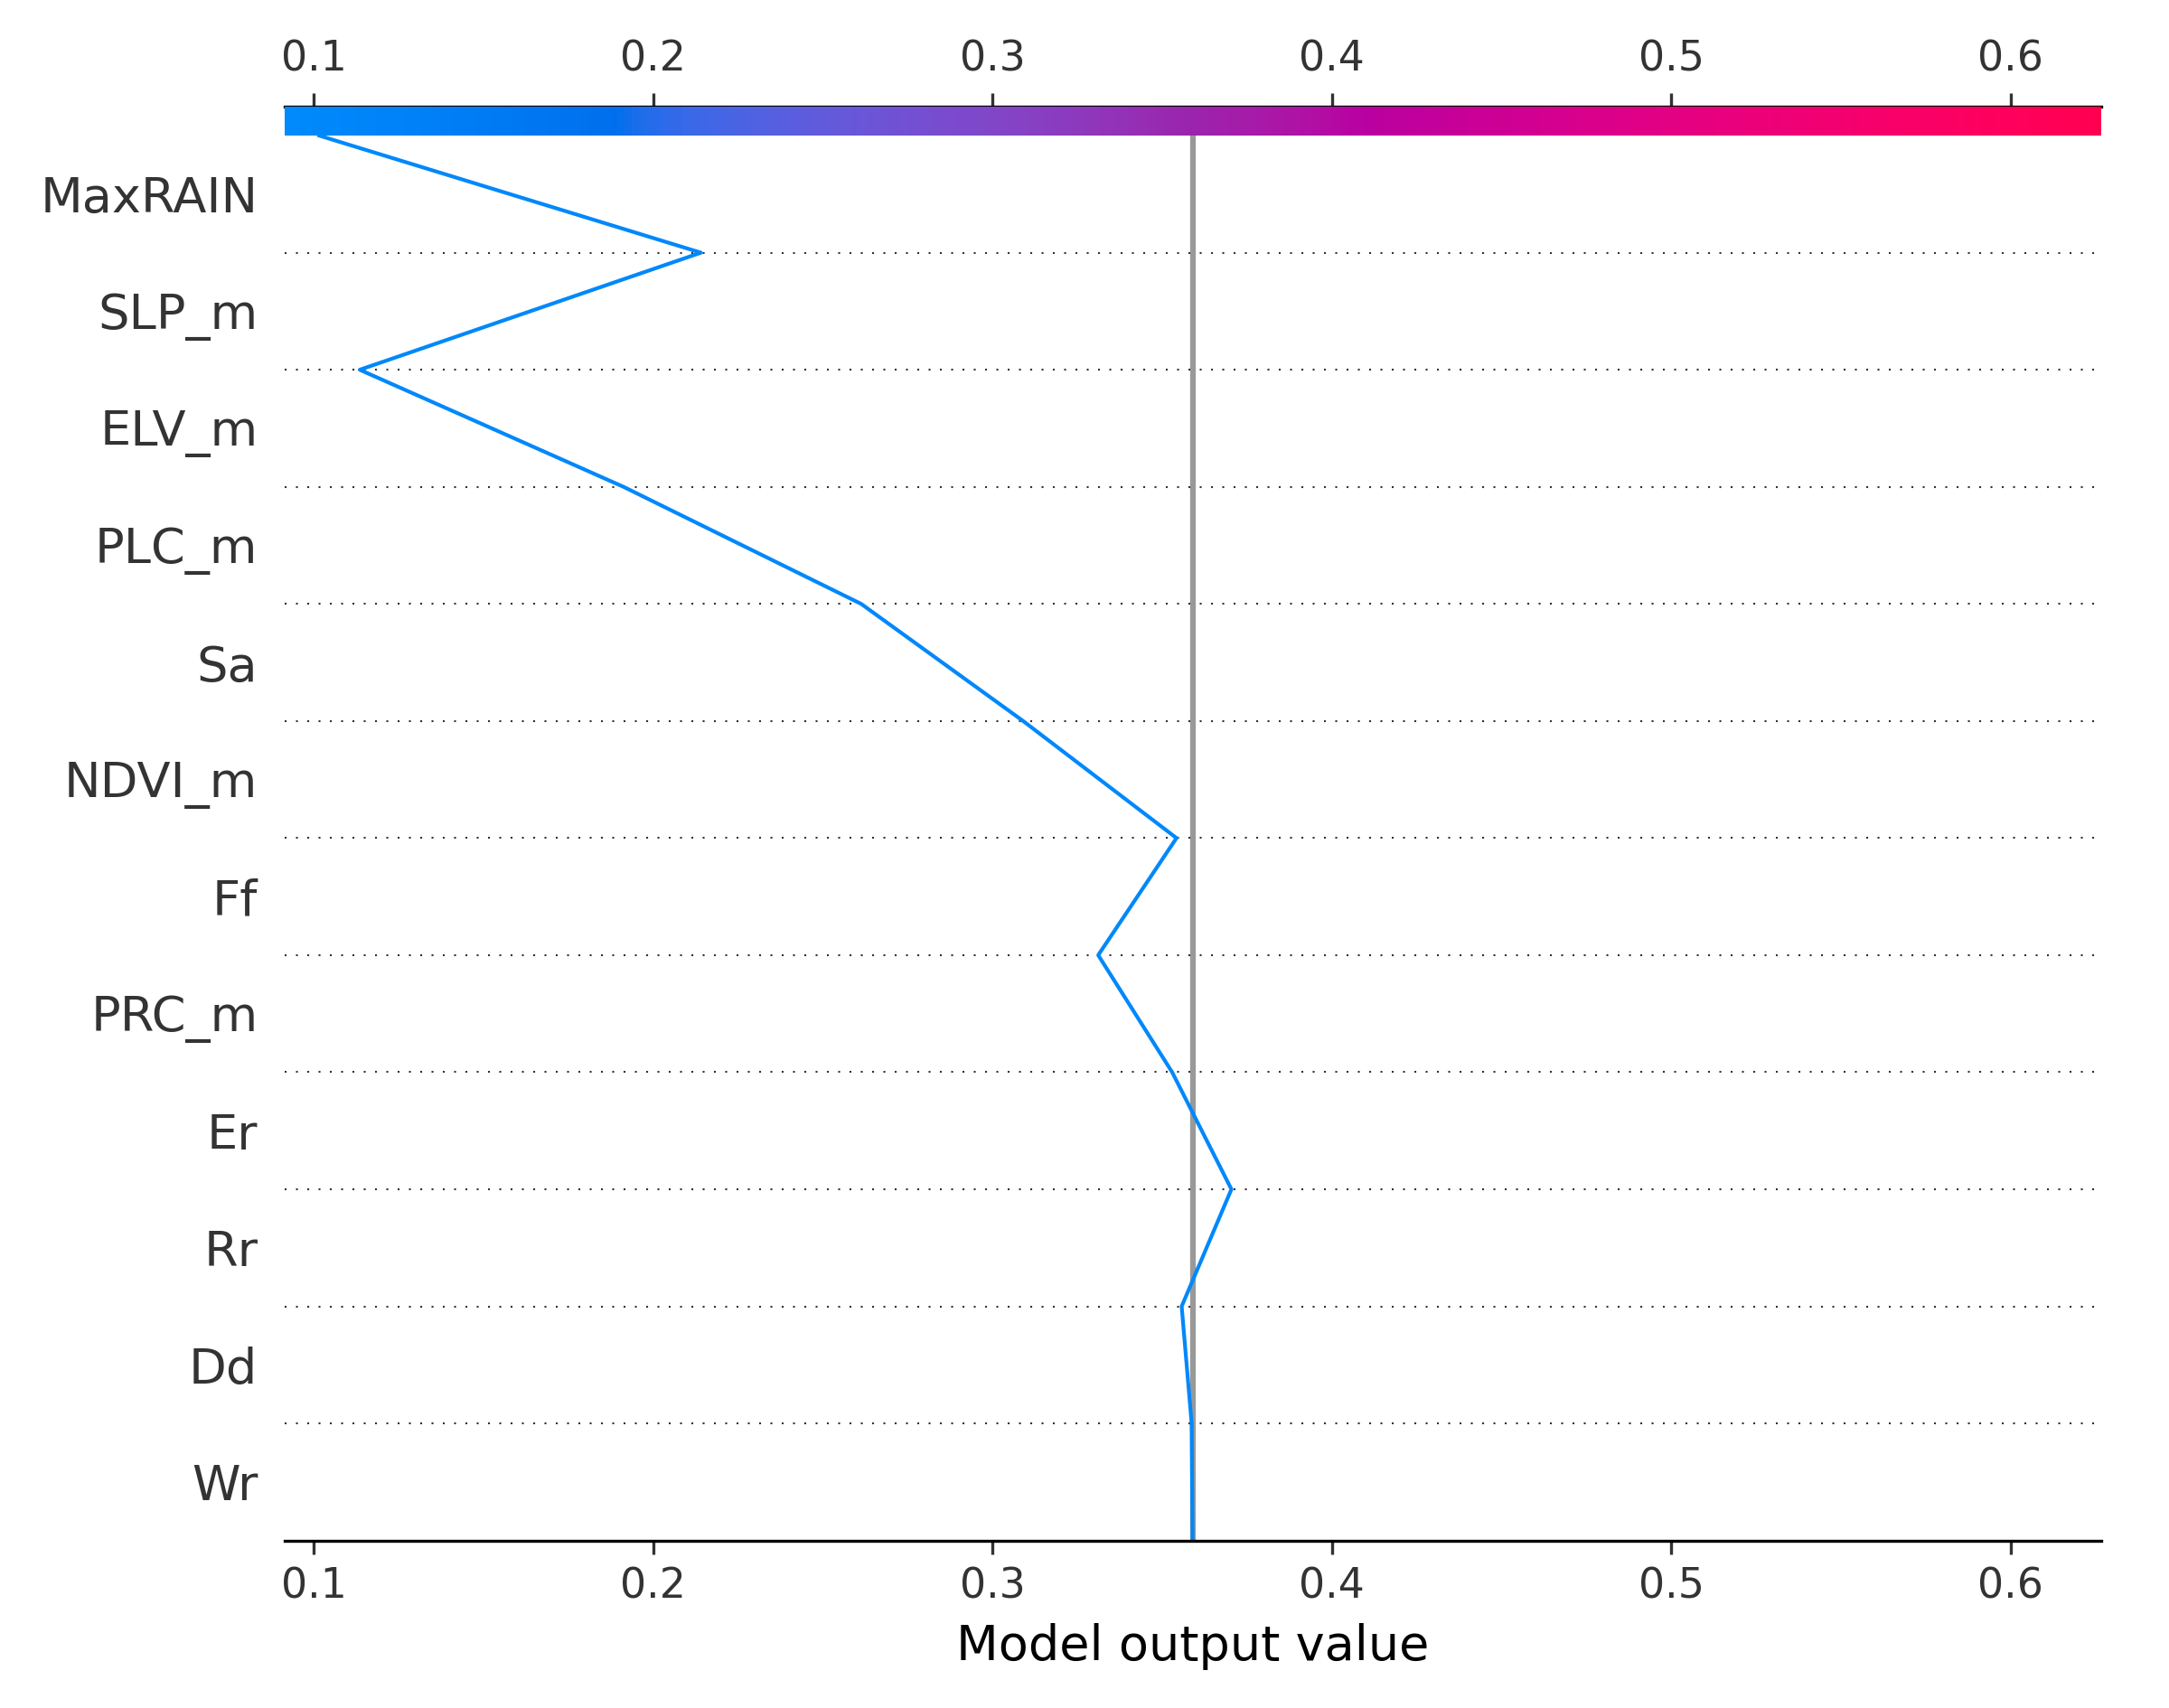 0.1 0.2 0.3 0.4 0.5 0.6
MaxRAIN
SLP_m
ELV_m
PLC_m
Sa
NDVI_m
Ff
PRC_m
Er
Rr
Dd
Wr
0.1 0.2 0.3 0.4 0.5 0.6
Model output value